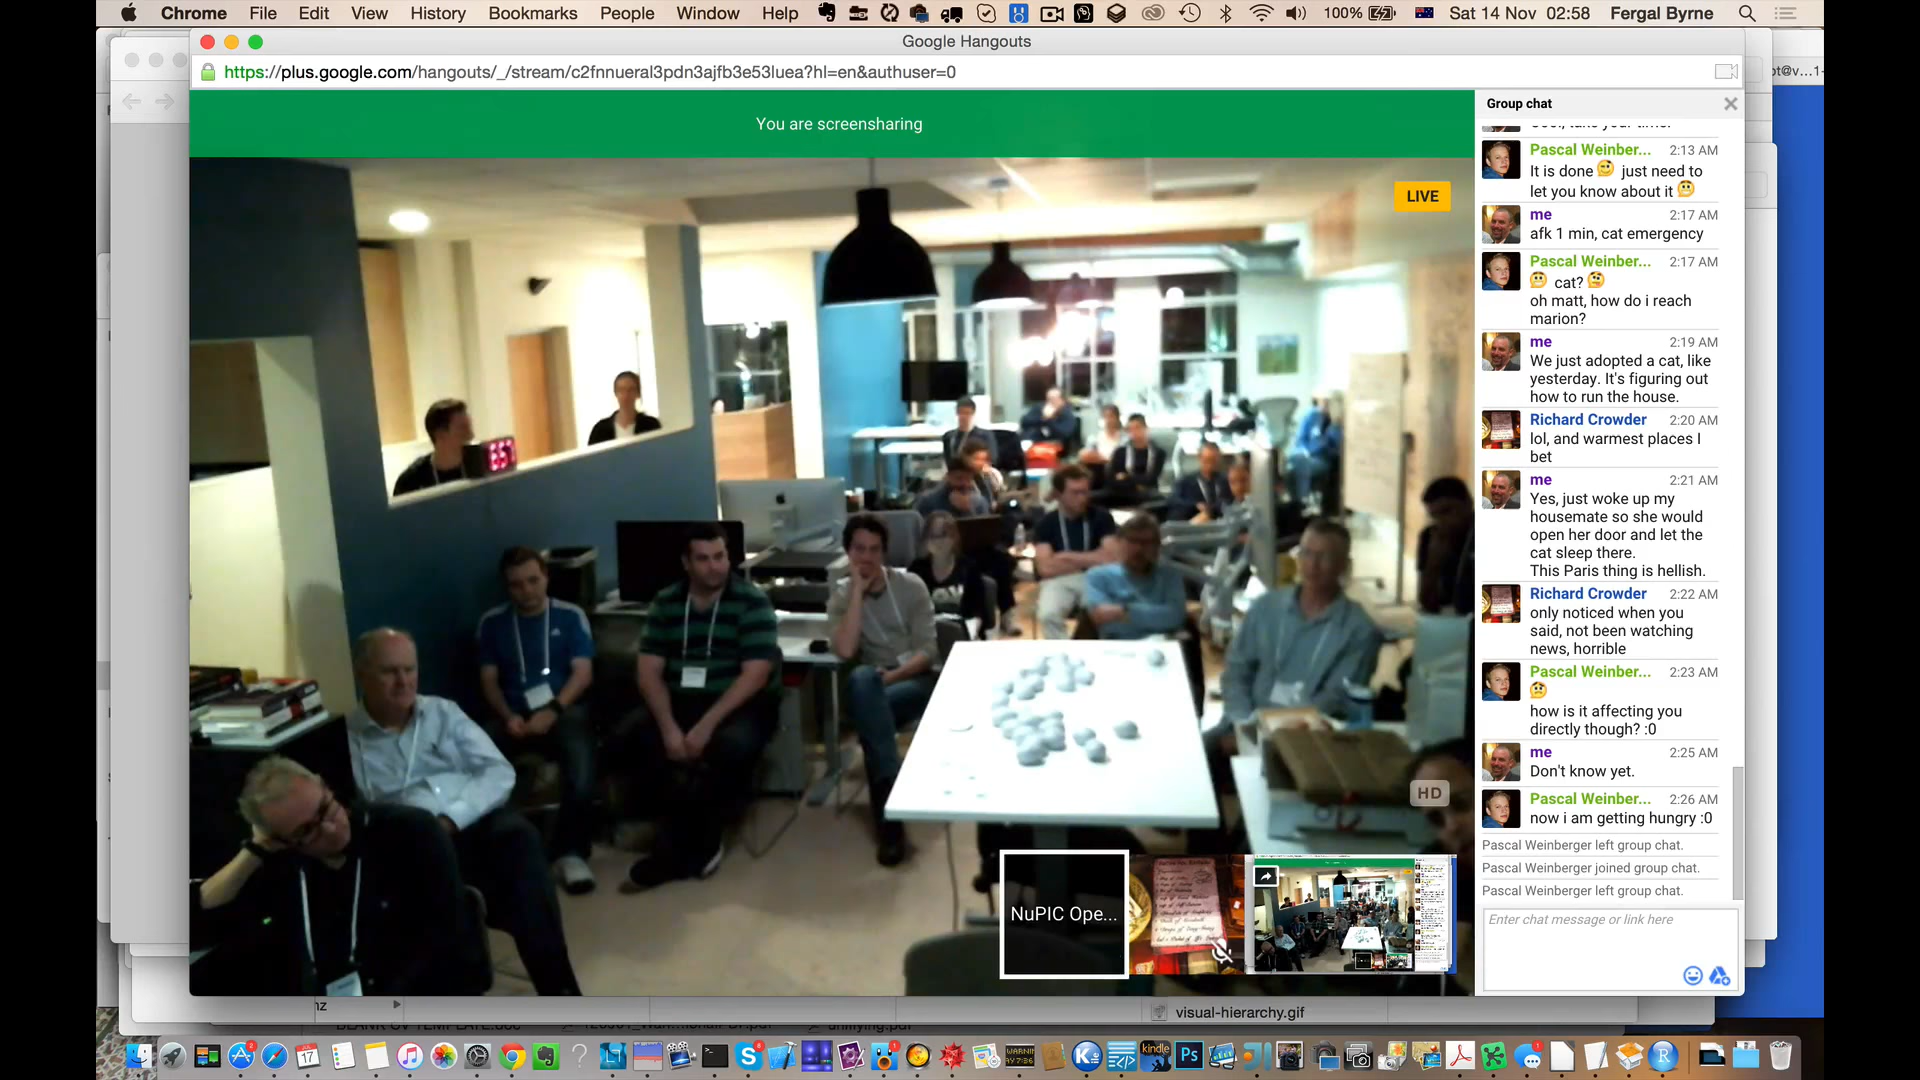 Chrome File Edit View History Bookmarks People Window Help 100% Sat 14 Nov 02:58 Fergal Byrne
Google Hangouts
https://plus.google.com/hangouts/_/stream/c2fnnueral3pdn3ajfb3e53luea?hl=en&authuser=0
You are screensharing
LIVE
HD
NuPIC Ope...
Group chat
Pascal Weinber... 2:13 AM
It is done just need to
let you know about it
me 2:17 AM
afk 1 min, cat emergency
Pascal Weinber... 2:17 AM
cat?
oh matt, how do i reach
marion?
me 2:19 AM
We just adopted a cat, like
yesterday. It's figuring out
how to run the house.
Richard Crowder 2:20 AM
lol, and warmest places I
bet
me 2:21 AM
Yes, just woke up my
housemate so she would
open her door and let the
cat sleep there.
This Paris thing is hellish.
Richard Crowder 2:22 AM
only noticed when you
said, not been watching
news, horrible
Pascal Weinber... 2:23 AM
how is it affecting you
directly though? :0
me 2:25 AM
Don't know yet.
Pascal Weinber... 2:26 AM
now i am getting hungry :0
Pascal Weinberger left group chat.
Pascal Weinberger joined group chat.
Pascal Weinberger left group chat.
Enter chat message or link here
visual-hierarchy.gif
17
kindle
Ps